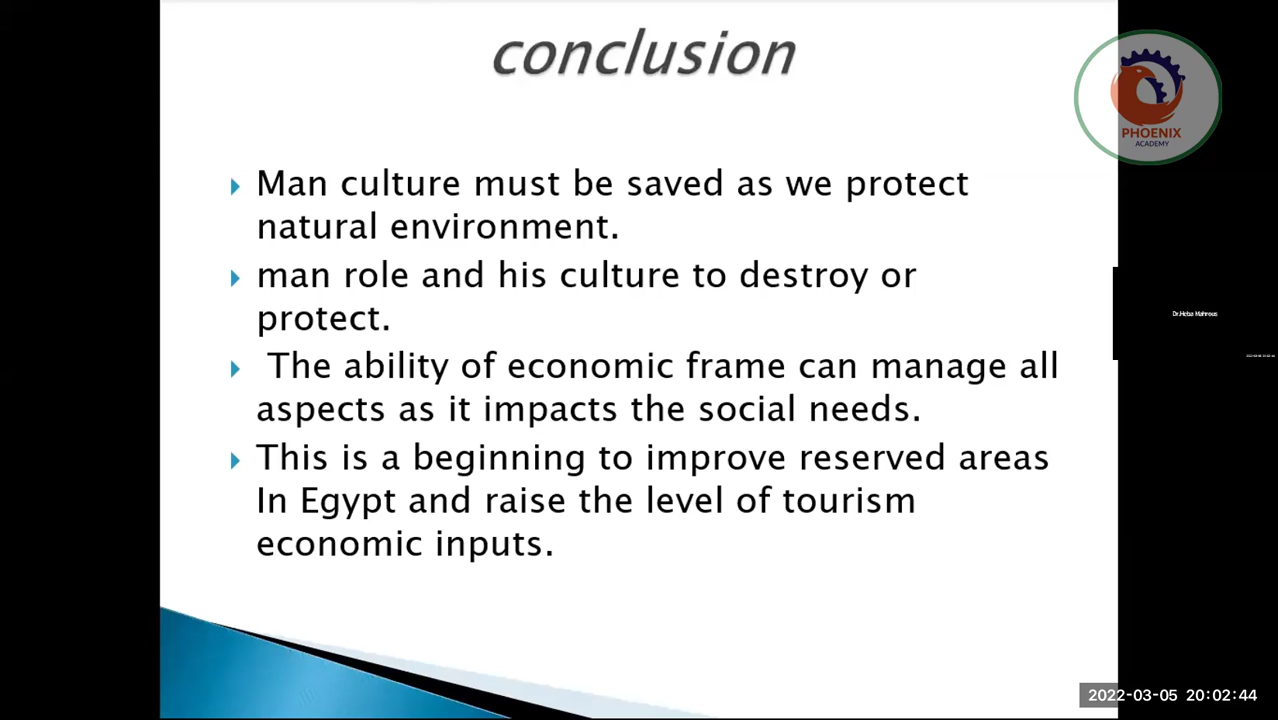 conclusion
PHOENIX
ACADEMY
Man culture must be saved as we protect
natural environment.
man role and his culture to destroy or
protect.
The ability of economic frame can manage all
aspects as it impacts the social needs.
This is a beginning to improve reserved areas
In Egypt and raise the level of tourism
economic inputs.
Dr.Heba Mahrous
2022-03-05 20:02:44